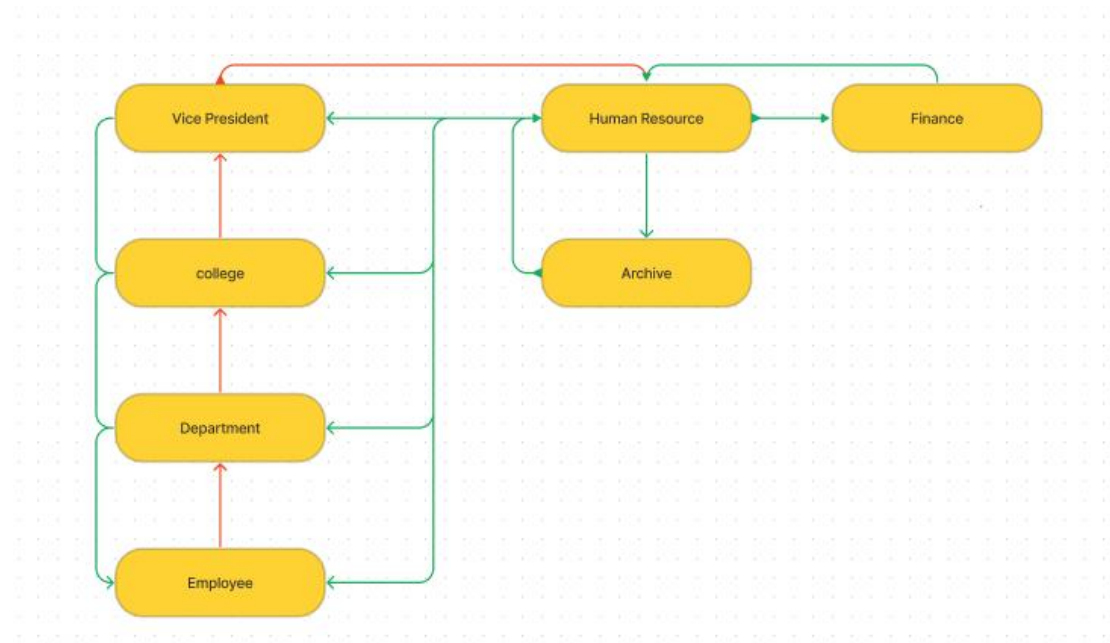 Vice President
Human Resource
Finance
college
Archive
Department
Employee